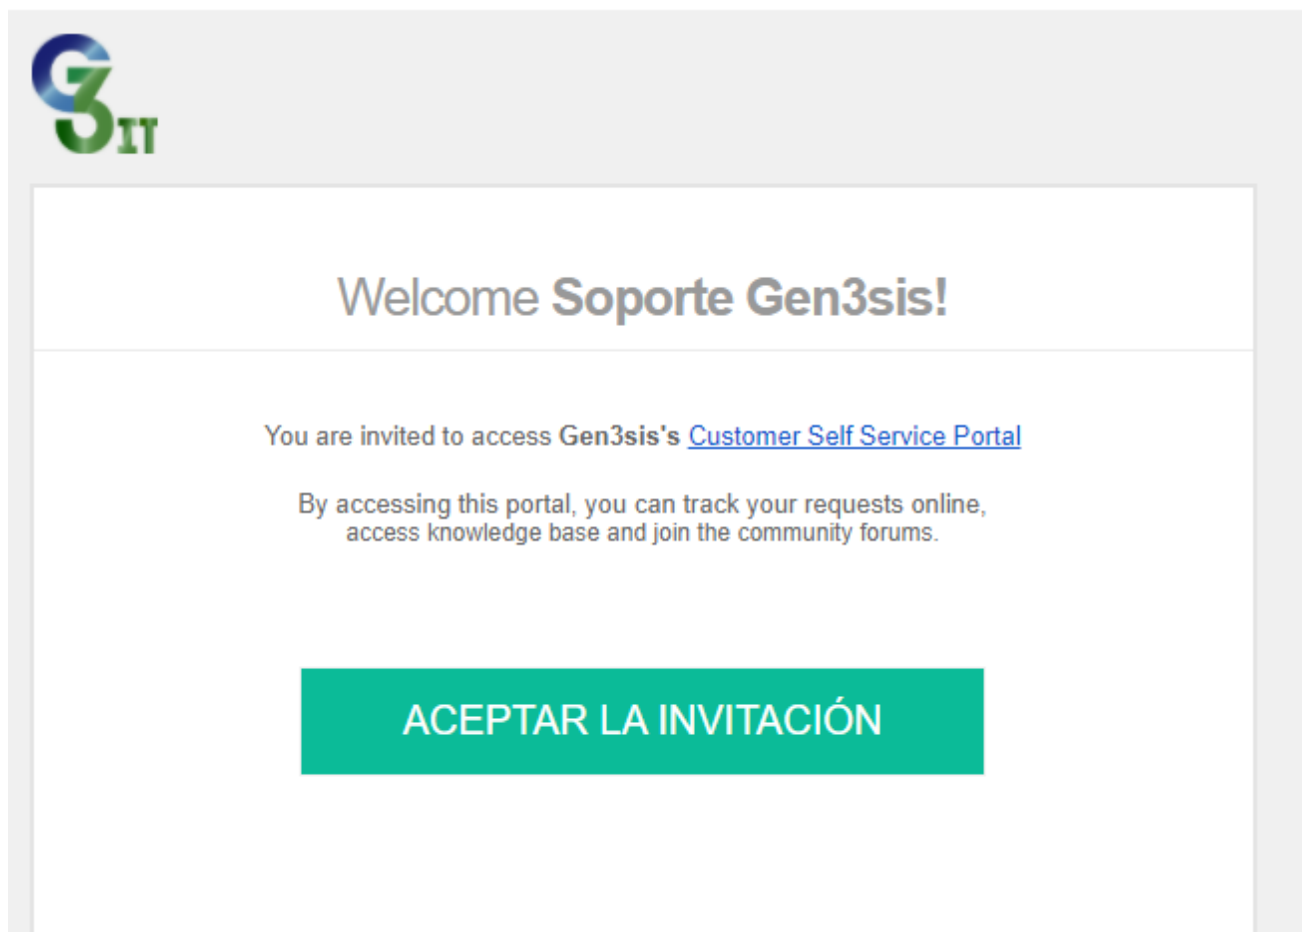 G3IT
Welcome Soporte Gen3sis!
You are invited to access Gen3sis's Customer Self Service Portal
By accessing this portal, you can track your requests online,
access knowledge base and join the community forums.
ACEPTAR LA INVITACIÓN